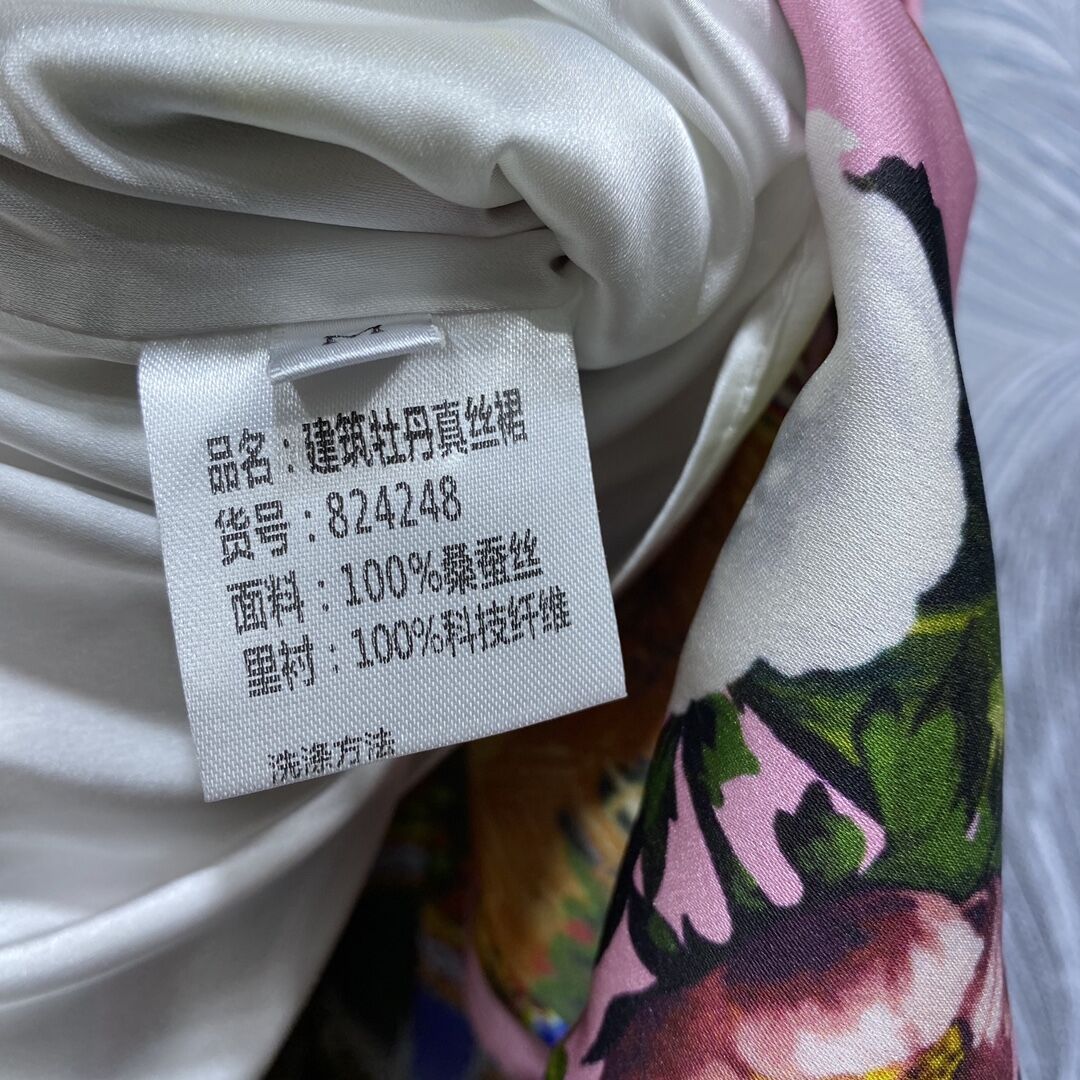 M
品名：建筑牡丹真丝裙
货号：824248
面料：100%桑蚕丝
里衬：100%科技纤维
洗涤方法